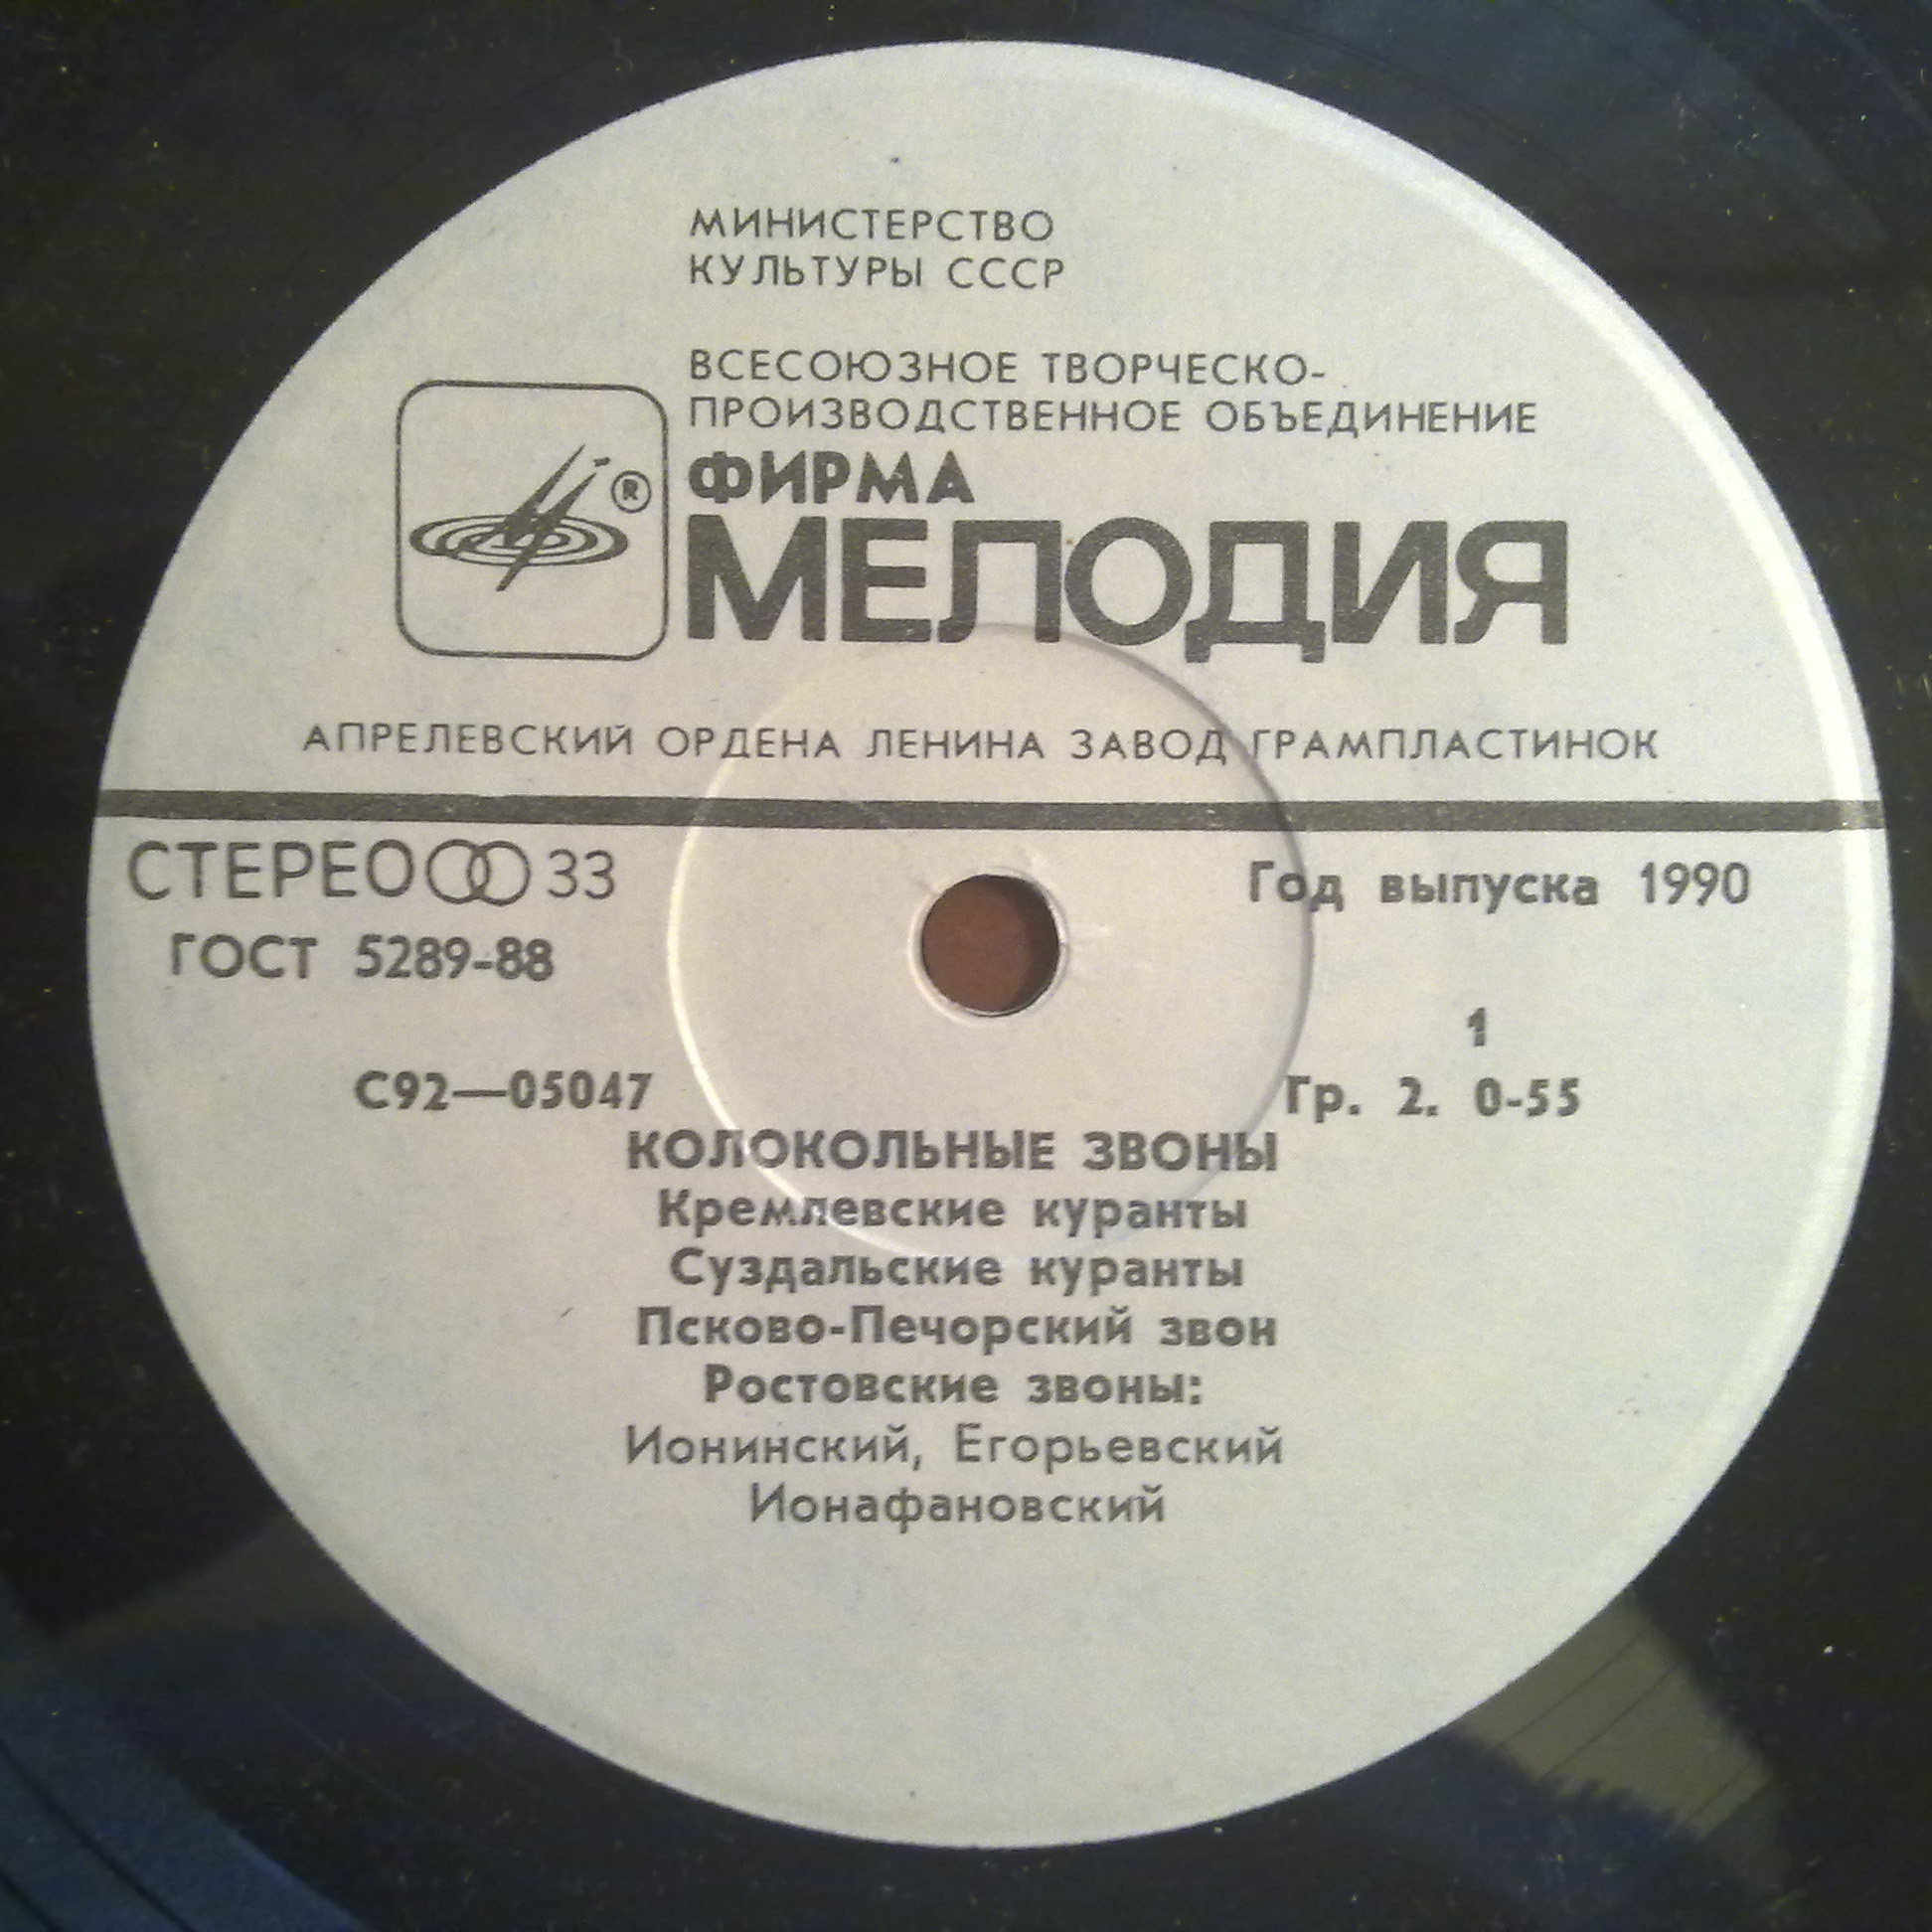 МИНИСТЕРСТВО
КУЛЬТУРЫ СССР
ВСЕСОЮЗНОЕ ТВОРЧЕСКО-
ПРОИЗВОДСТВЕННОЕ ОБЪЕДИНЕНИЕ
ФИРМА
МЕЛОДИЯ
®
АПРЕЛЕВСКИЙ ОРДЕНА ЛЕНИНА ЗАВОД ГРАМПЛАСТИНОК
СТЕРЕО 33
Год выпуска 1990
ГОСТ 5289-88
1
С92—05047
Гр. 2. 0-55
КОЛОКОЛЬНЫЕ ЗВОНЫ
Кремлевские куранты
Суздальские куранты
Псково-Печорский звон
Ростовские звоны:
Ионинский, Егорьевский
Ионафановский